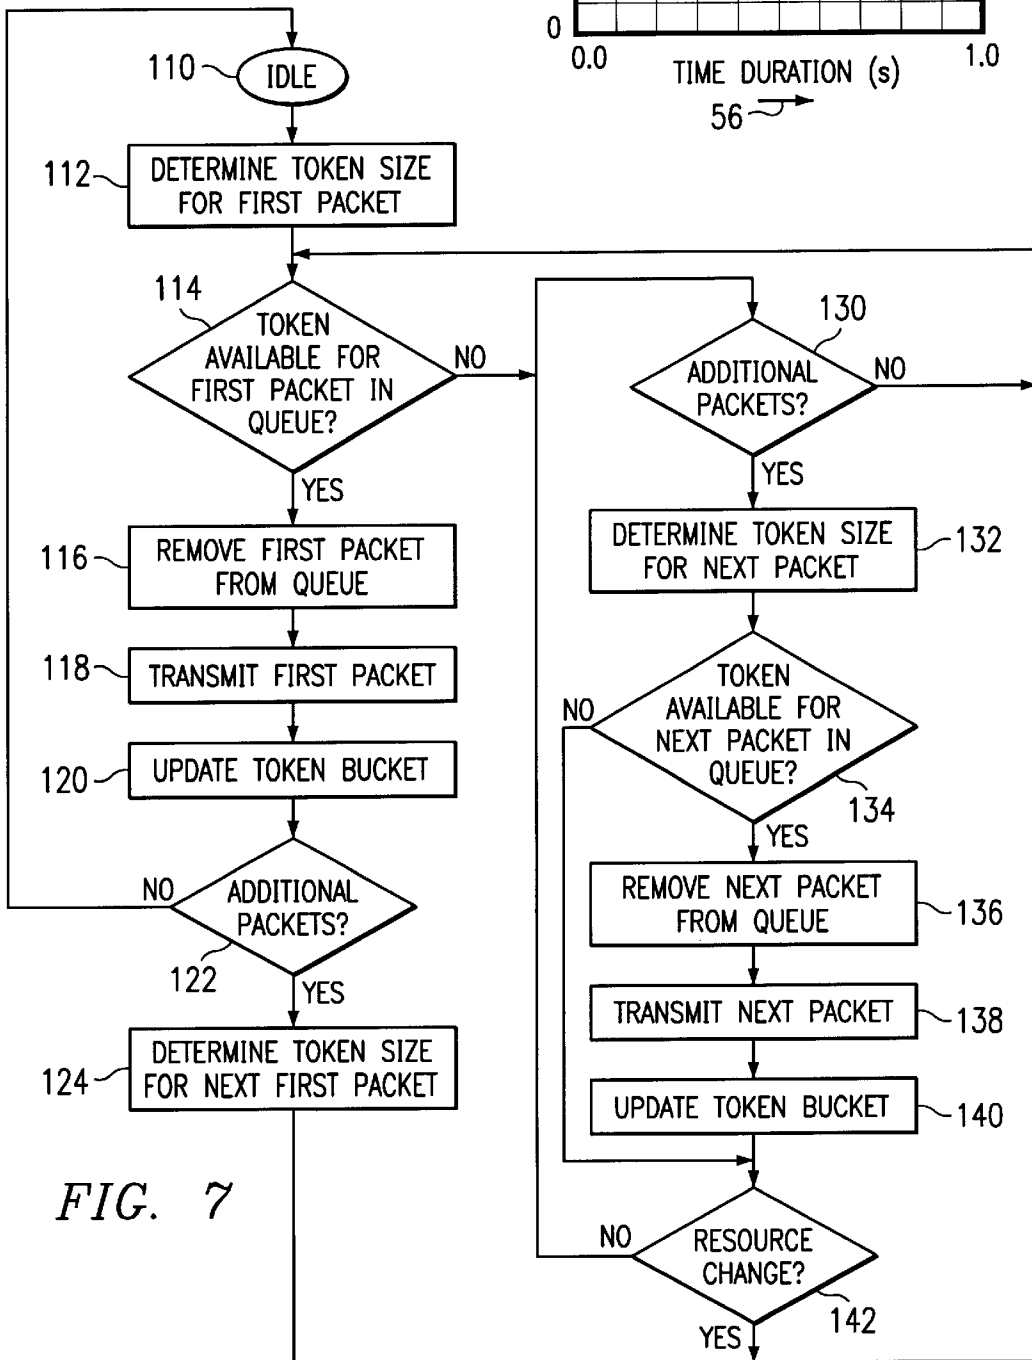 0
0.0
1.0
TIME DURATION (s)
56
110
IDLE
112
DETERMINE TOKEN SIZE
FOR FIRST PACKET
114
TOKEN
AVAILABLE FOR
FIRST PACKET IN
QUEUE?
NO
YES
116
REMOVE FIRST PACKET
FROM QUEUE
118
TRANSMIT FIRST PACKET
120
UPDATE TOKEN BUCKET
NO
ADDITIONAL
PACKETS?
122
YES
124
DETERMINE TOKEN SIZE
FOR NEXT FIRST PACKET
130
ADDITIONAL
PACKETS?
NO
YES
DETERMINE TOKEN SIZE
FOR NEXT PACKET
132
TOKEN
AVAILABLE FOR
NEXT PACKET IN
QUEUE?
NO
134
YES
REMOVE NEXT PACKET
FROM QUEUE
136
TRANSMIT NEXT PACKET
138
UPDATE TOKEN BUCKET
140
NO
RESOURCE
CHANGE?
142
YES
FIG. 7